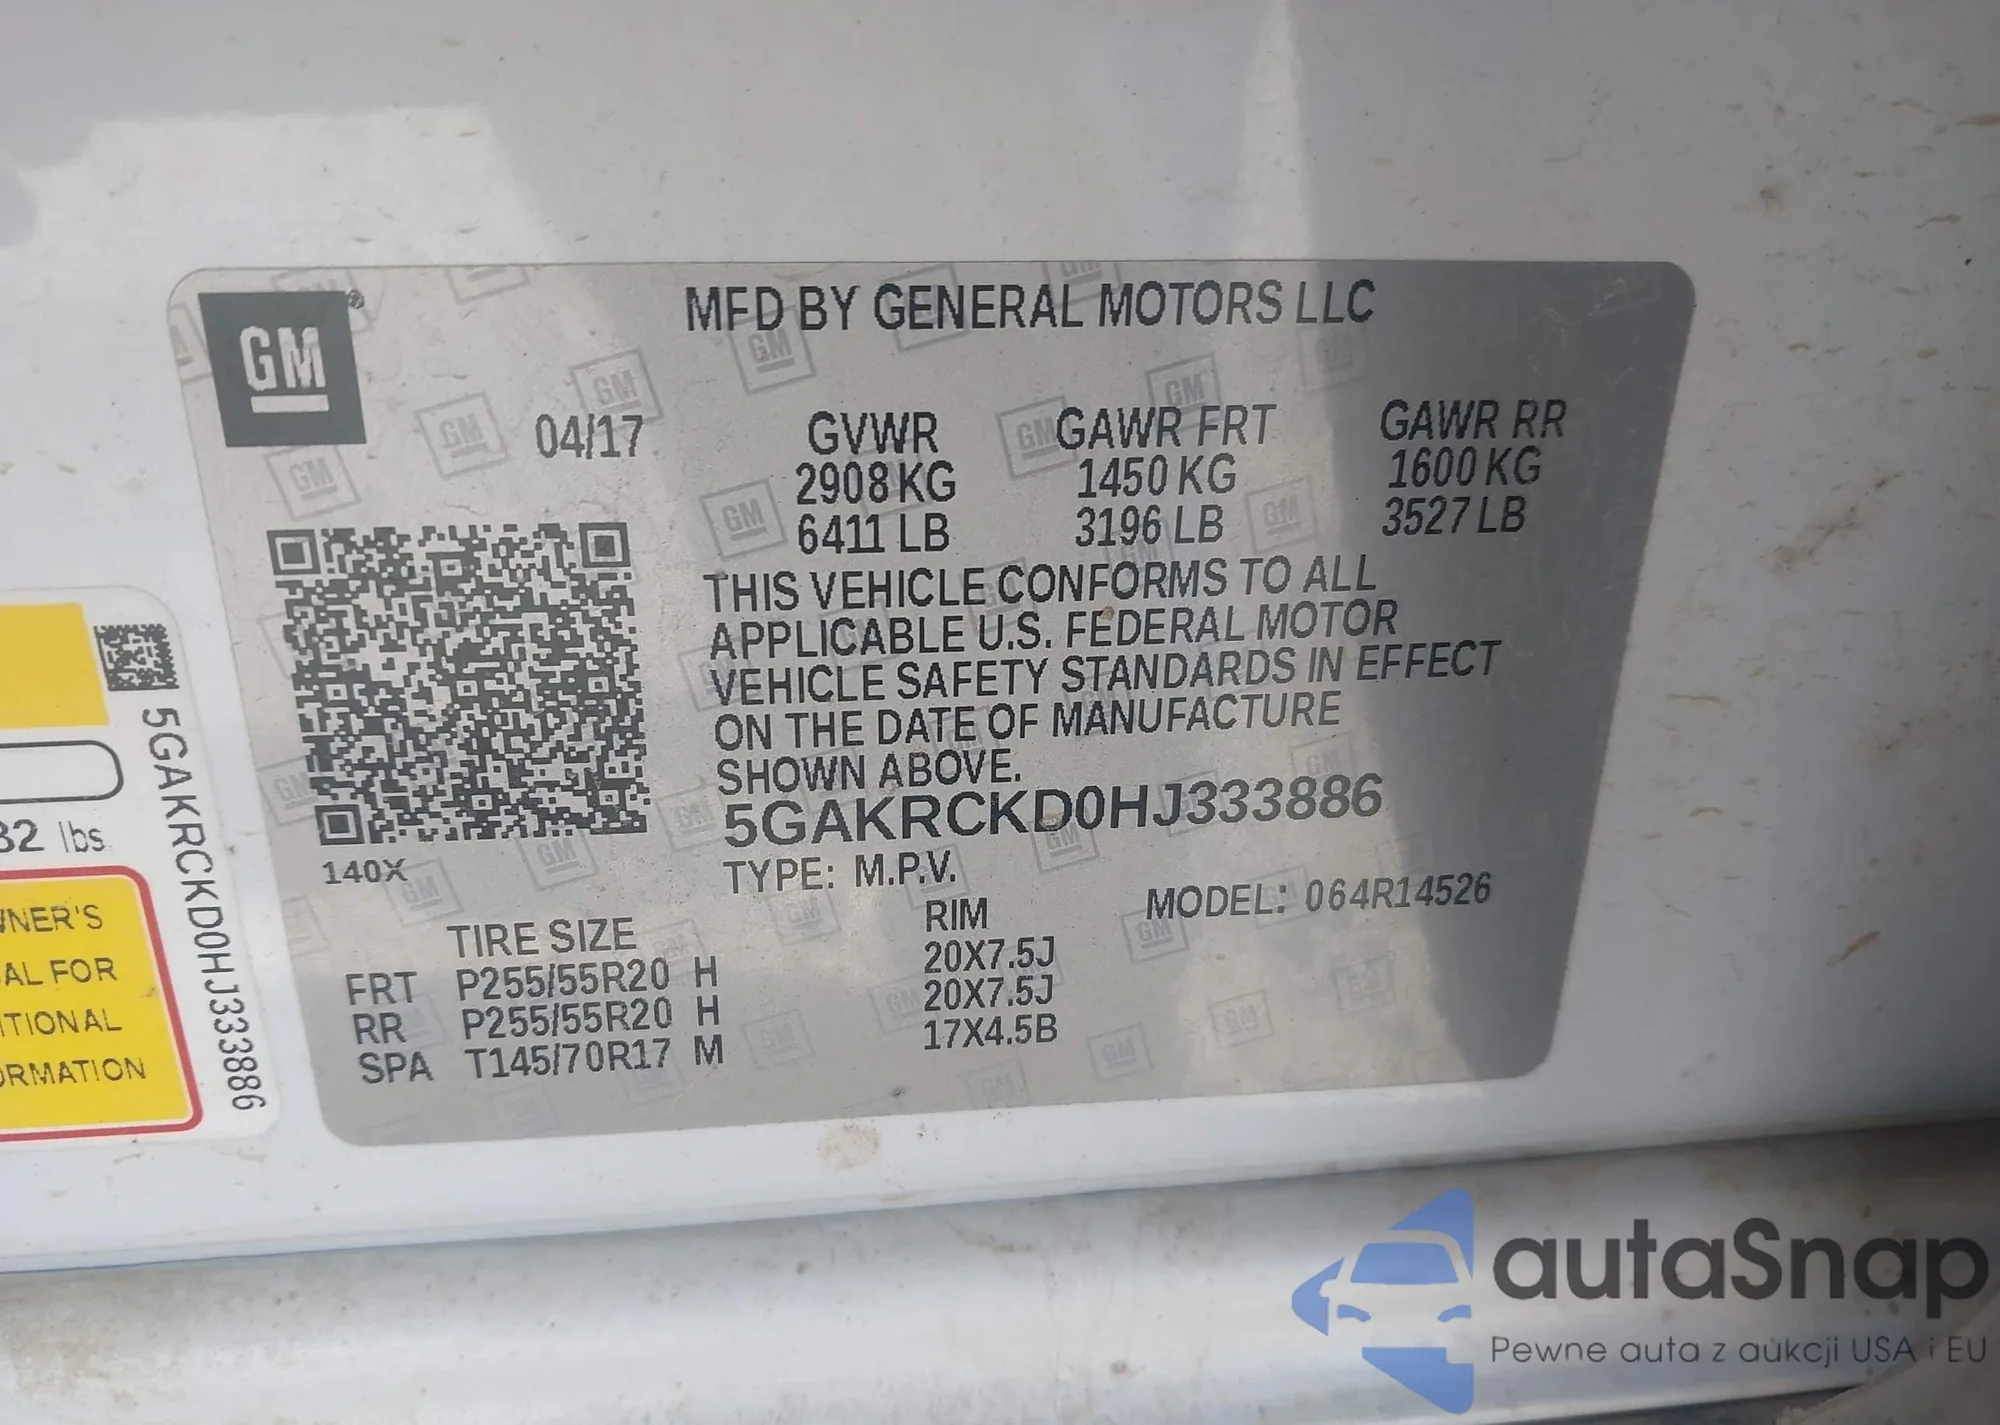 GM
®
MFD BY GENERAL MOTORS LLC
04/17
GVWR GAWR FRT GAWR RR
2908 KG 1450 KG 1600 KG
6411 LB 3196 LB 3527 LB
THIS VEHICLE CONFORMS TO ALL
APPLICABLE U.S. FEDERAL MOTOR
VEHICLE SAFETY STANDARDS IN EFFECT
ON THE DATE OF MANUFACTURE
SHOWN ABOVE.
5GAKRCKD0HJ333886
140X
TYPE: M.P.V.
MODEL: 064R14526
TIRE SIZE RIM
FRT P255/55R20 H 20X7.5J
RR P255/55R20 H 20X7.5J
SPA T145/70R17 M 17X4.5B
5GAKRCKD0HJ333886
32 lbs
WNER'S
AL FOR
ITIONAL
ORMATION
autaSnap
Pewne auta z aukcji USA i EU